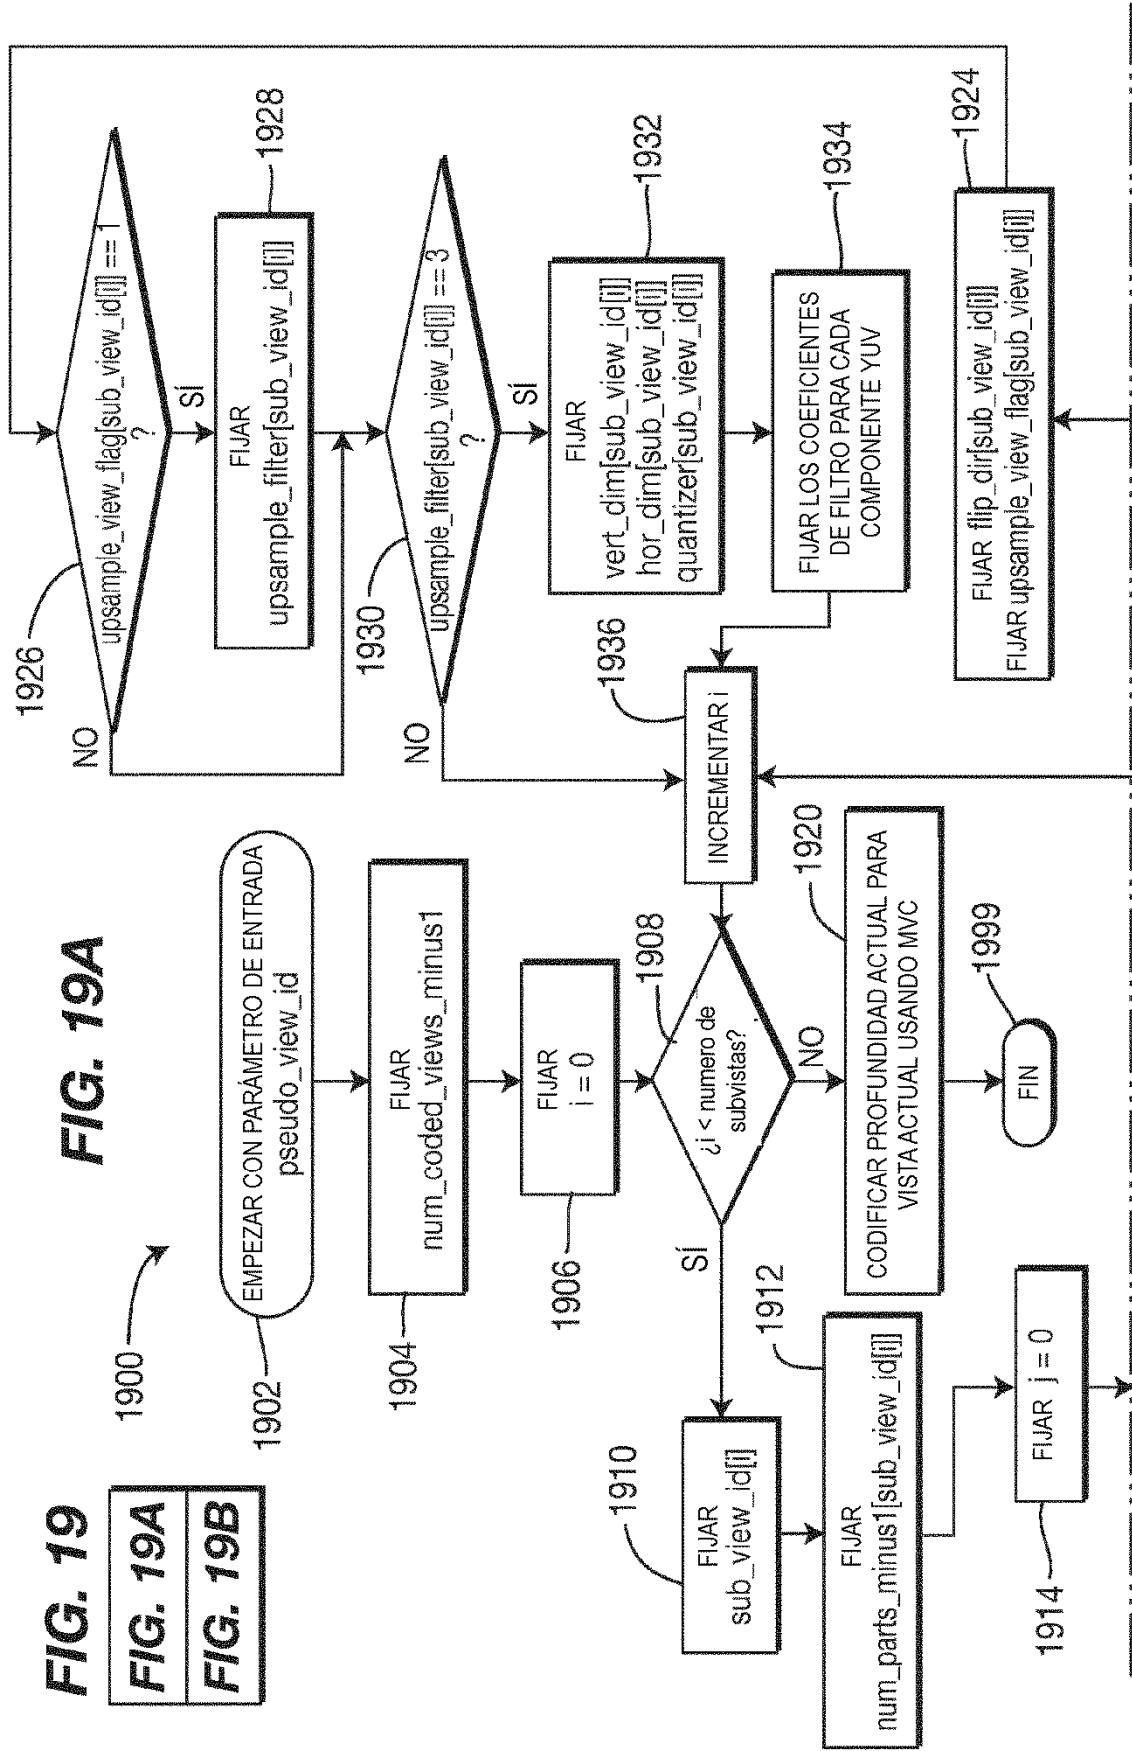 FIG. 19
FIG. 19A
FIG. 19B
FIG. 19A
1900
1902
EMPEZAR CON PARÁMETRO DE ENTRADA
pseudo_view_id
1904
FIJAR
num_coded_views_minus1
1906
FIJAR
i = 0
1908
¿i < numero de
subvistas?
SÍ
NO
1910
FIJAR
sub_view_id[i]
1912
FIJAR
num_parts_minus1[sub_view_id[i]]
1914
FIJAR j = 0
1920
CODIFICAR PROFUNDIDAD ACTUAL PARA
VISTA ACTUAL USANDO MVC
1999
FIN
1926
upsample_view_flag[sub_view_id[i]] == 1
?
NO
SÍ
1928
FIJAR
upsample_filter[sub_view_id[i]]
1930
upsample_filter[sub_view_id[i]] == 3
?
NO
SÍ
1932
FIJAR
vert_dim[sub_view_id[i]]
hor_dim[sub_view_id[i]]
quantizer[sub_view_id[i]]
1934
FIJAR LOS COEFICIENTES
DE FILTRO PARA CADA
COMPONENTE YUV
1936
INCREMENTAR i
1924
FIJAR flip_dir[sub_view_id[i]]
FIJAR upsample_view_flag[sub_view_id[i]]